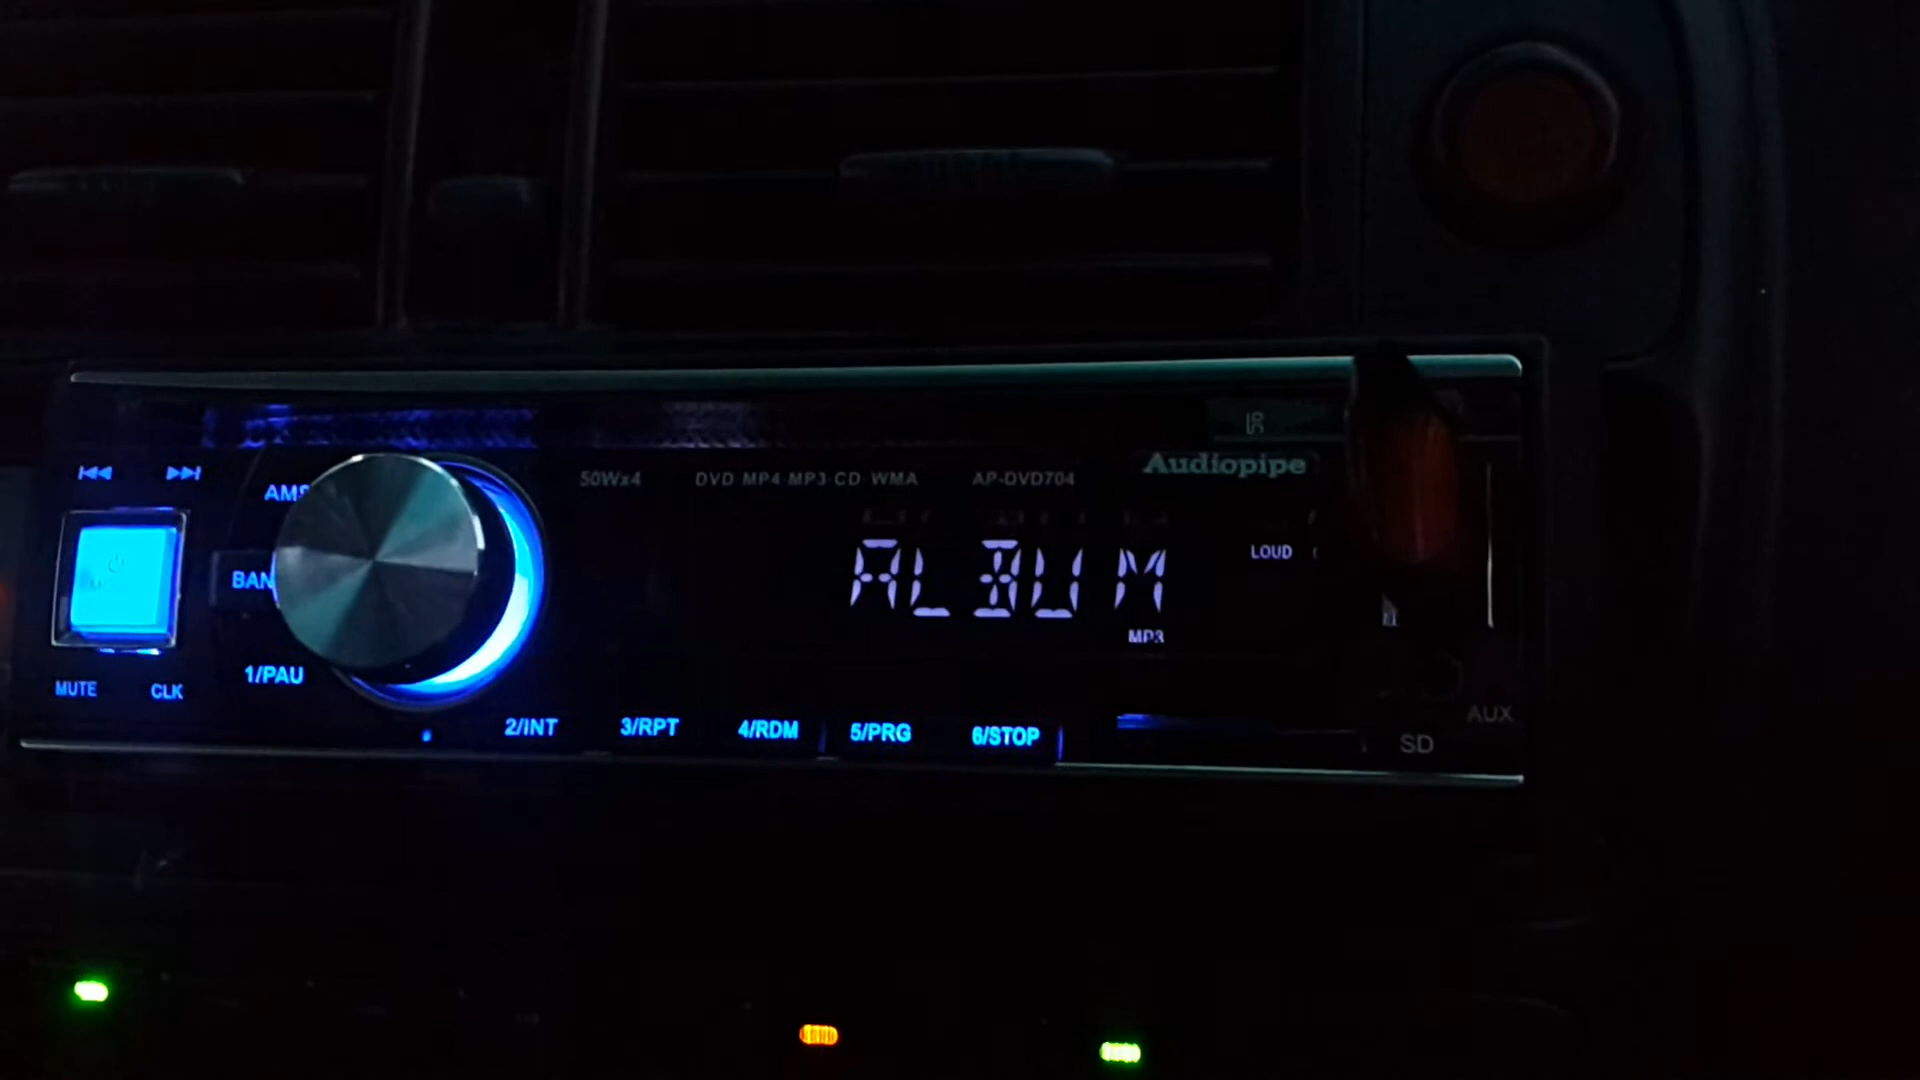 50Wx4 DVD MP4 MP3 CD WMA AP-DVD704 Audiopipe
AMS
ALBUM
LOUD
BAN
MP3
1/PAU
MUTE CLK
2/INT 3/RPT 4/RDM 5/PRG 6/STOP
AUX
SD